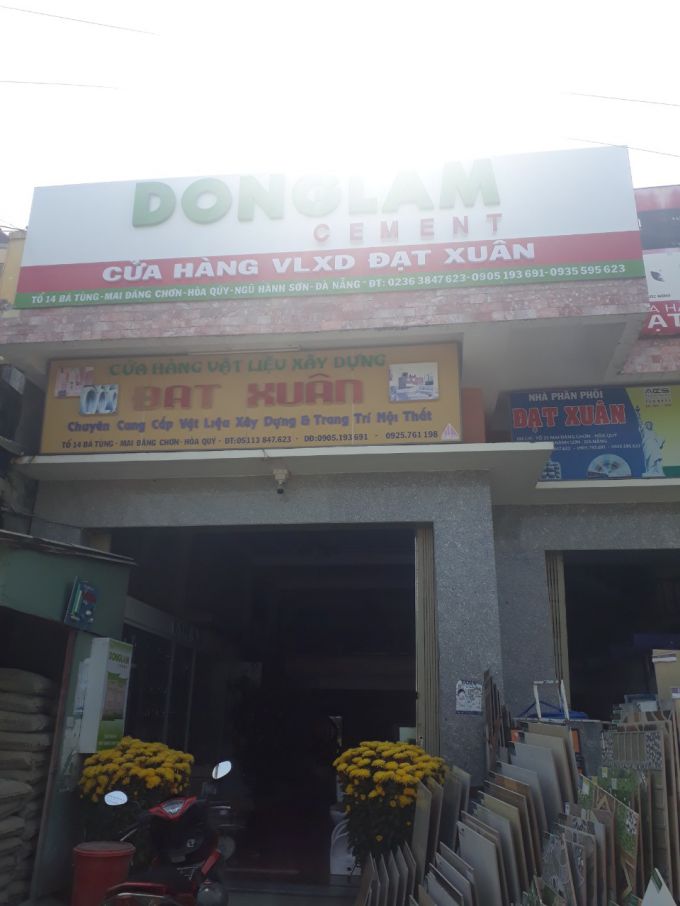 DONGLAM
CEMENT
CỬA HÀNG VLXD ĐẠT XUÂN
TỔ 14 BÁ TÙNG - MAI ĐĂNG CHƠN - HÒA QUÝ - NGŨ HÀNH SƠN - ĐÀ NẴNG - ĐT: 0236 3847 623 - 0905 193 691 - 0935 595 623
CỬA HÀNG VẬT LIỆU XÂY DỰNG
ĐẠT XUÂN
Chuyên Cung Cấp Vật Liệu Xây Dựng & Trang Trí Nội Thất
TỔ 14 BÁ TÙNG - MAI ĐĂNG CHƠN - HÒA QUÝ - ĐT: 05113 847.623 - DĐ: 0905.193 691 - 0925.761 198
NHÀ PHÂN PHỐI
ĐẠT XUÂN
DONGLAM